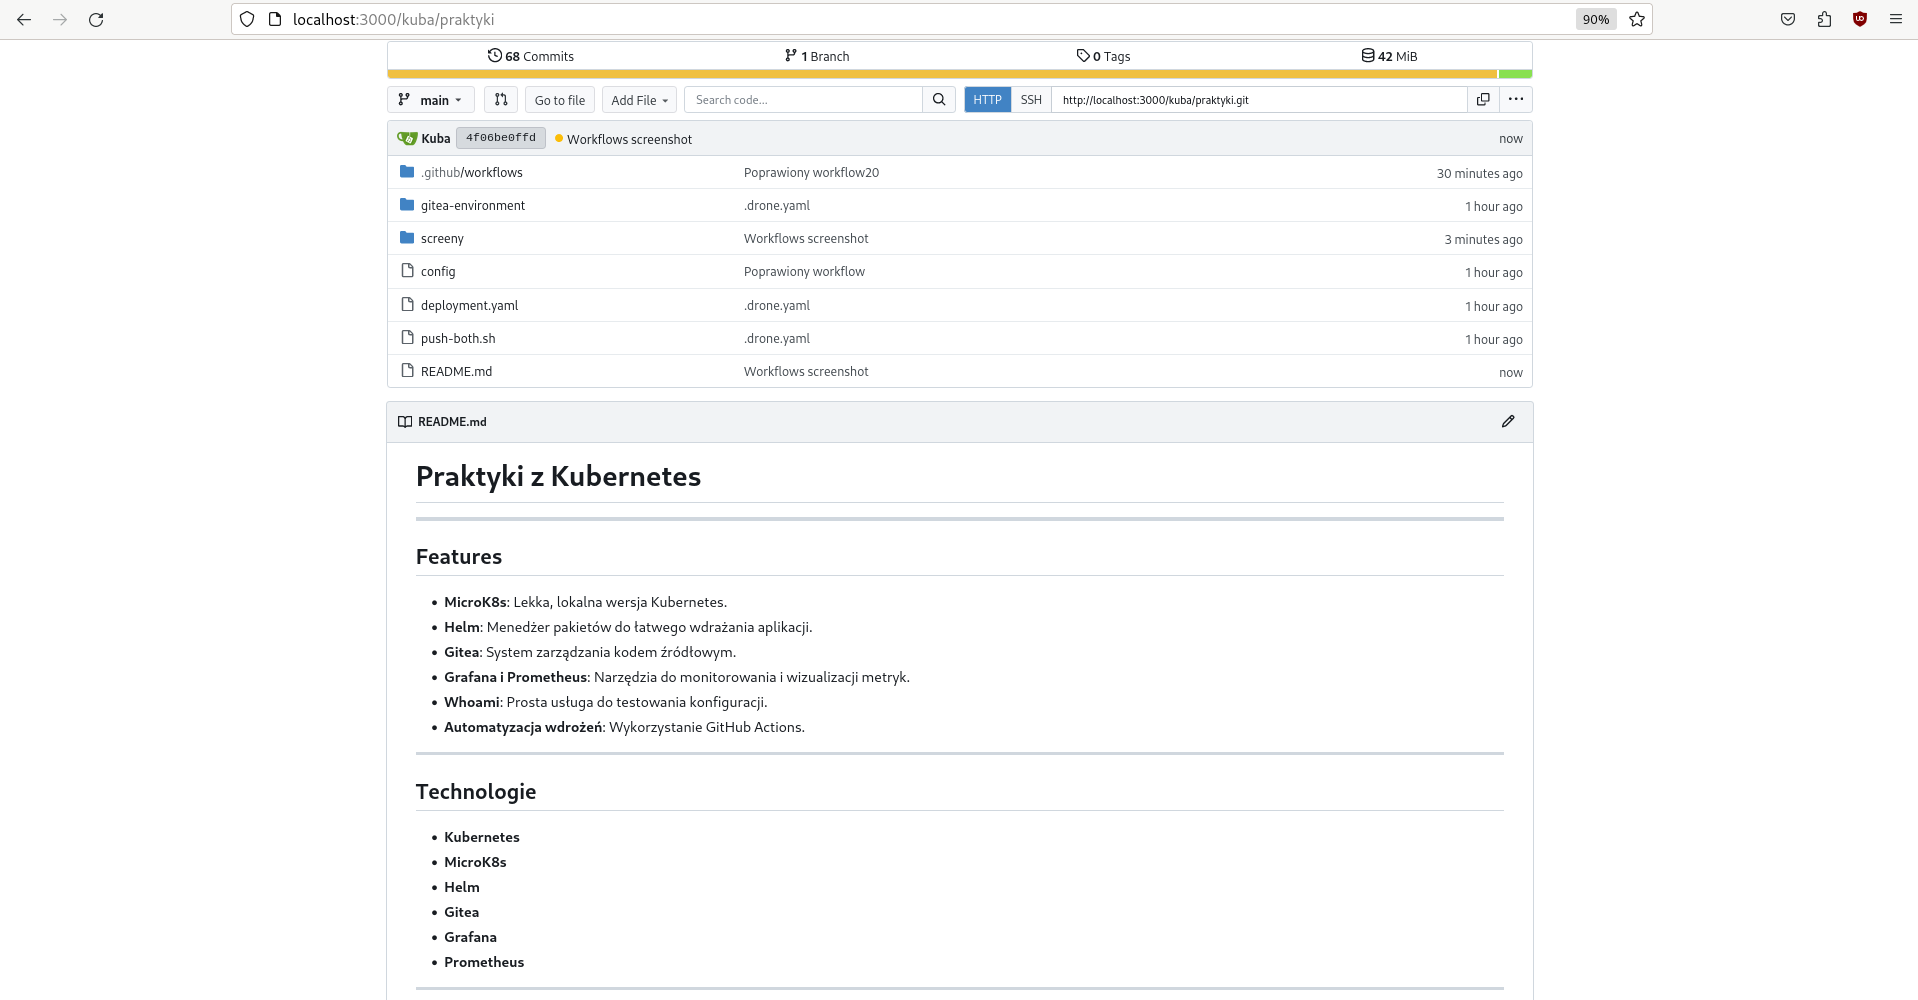 localhost:3000/kuba/praktyki
90%
68 Commits
1 Branch
0 Tags
42 MiB
main
Go to file
Add File
Search code...
HTTP
SSH
http://localhost:3000/kuba/praktyki.git
Kuba 4f06be0ffd Workflows screenshot now
.github/workflows Poprawiony workflow20 30 minutes ago
gitea-environment .drone.yaml 1 hour ago
screeny Workflows screenshot 3 minutes ago
config Poprawiony workflow 1 hour ago
deployment.yaml .drone.yaml 1 hour ago
push-both.sh .drone.yaml 1 hour ago
README.md Workflows screenshot now
README.md
Praktyki z Kubernetes
Features
• MicroK8s: Lekka, lokalna wersja Kubernetes.
• Helm: Menedżer pakietów do łatwego wdrażania aplikacji.
• Gitea: System zarządzania kodem źródłowym.
• Grafana i Prometheus: Narzędzia do monitorowania i wizualizacji metryk.
• Whoami: Prosta usługa do testowania konfiguracji.
• Automatyzacja wdrożeń: Wykorzystanie GitHub Actions.
Technologie
• Kubernetes
• MicroK8s
• Helm
• Gitea
• Grafana
• Prometheus